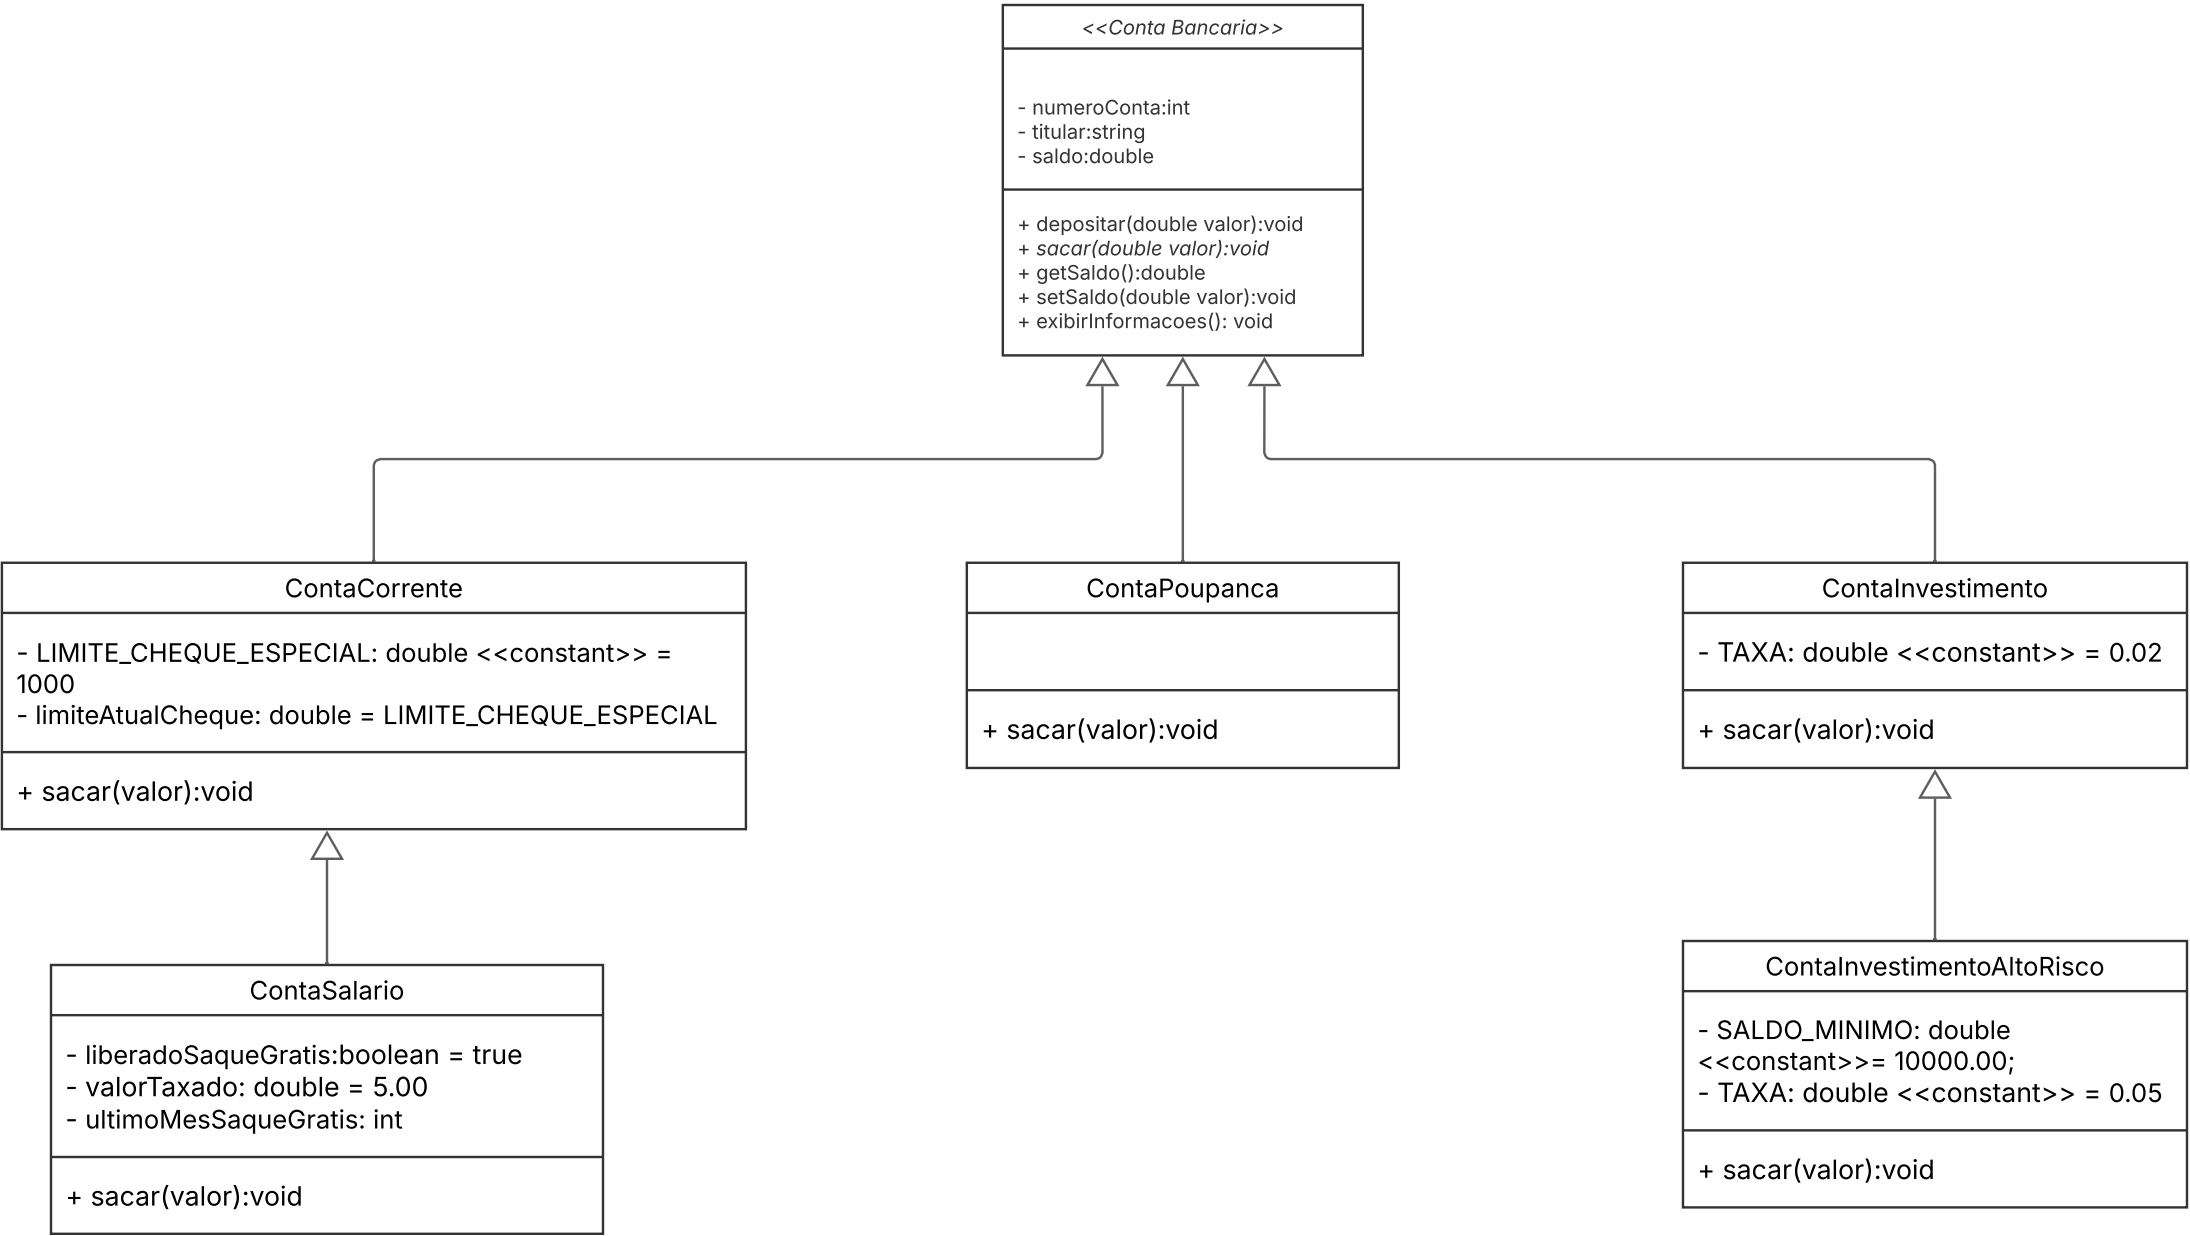 <<Conta Bancaria>>
- numeroConta:int
- titular:string
- saldo:double
+ depositar(double valor):void
+ sacar(double valor):void
+ getSaldo():double
+ setSaldo(double valor):void
+ exibirInformacoes(): void
ContaCorrente
- LIMITE_CHEQUE_ESPECIAL: double <<constant>> =
1000
- limiteAtualCheque: double = LIMITE_CHEQUE_ESPECIAL
+ sacar(valor):void
ContaPoupanca
+ sacar(valor):void
ContaInvestimento
- TAXA: double <<constant>> = 0.02
+ sacar(valor):void
ContaSalario
- liberadoSaqueGratis:boolean = true
- valorTaxado: double = 5.00
- ultimoMesSaqueGratis: int
+ sacar(valor):void
ContaInvestimentoAltoRisco
- SALDO_MINIMO: double
<<constant>>= 10000.00;
- TAXA: double <<constant>> = 0.05
+ sacar(valor):void